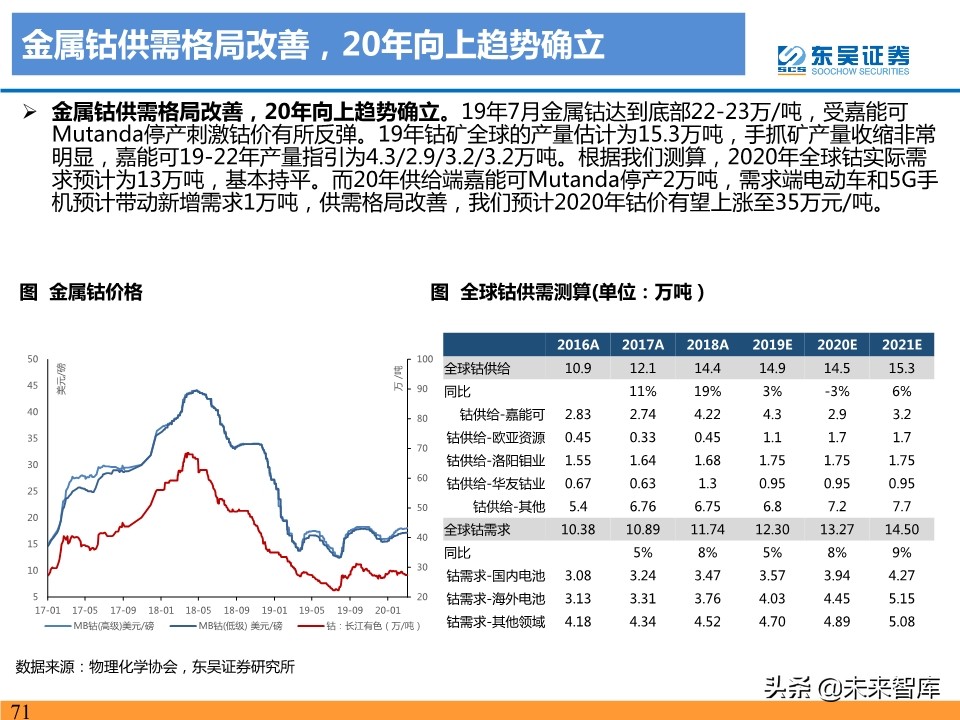 金属钴供需格局改善，20年向上趋势确立
东吴证券
SCS SOOCHOW SECURITIES
➢ 金属钴供需格局改善，20年向上趋势确立。19年7月金属钴达到底部22-23万/吨，受嘉能可
Mutanda停产刺激钴价有所反弹。19年钴矿全球的产量估计为15.3万吨，手抓矿产量收缩非常
明显，嘉能可19-22年产量指引为4.3/2.9/3.2/3.2万吨。根据我们测算，2020年全球钴实际需
求预计为13万吨，基本持平。而20年供给端嘉能可Mutanda停产2万吨，需求端电动车和5G手
机预计带动新增需求1万吨，供需格局改善，我们预计2020年钴价有望上涨至35万元/吨。
图 金属钴价格
50
45
40
35
30
25
20
15
10
5
美元/磅
100
90
80
70
60
50
40
30
20
万/吨
17-01 17-05 17-09 18-01 18-05 18-09 19-01 19-05 19-09 20-01
MB钴(高级)美元/磅 MB钴(低级) 美元/磅 钴：长江有色（万/吨）
图 全球钴供需测算(单位：万吨）
2016A 2017A 2018A 2019E 2020E 2021E
全球钴供给 10.9 12.1 14.4 14.9 14.5 15.3
同比 11% 19% 3% -3% 6%
钴供给-嘉能可 2.83 2.74 4.22 4.3 2.9 3.2
钴供给-欧亚资源 0.45 0.33 0.45 1.1 1.7 1.7
钴供给-洛阳钼业 1.55 1.64 1.68 1.75 1.75 1.75
钴供给-华友钴业 0.67 0.63 1.3 0.95 0.95 0.95
钴供给-其他 5.4 6.76 6.75 6.8 7.2 7.7
全球钴需求 10.38 10.89 11.74 12.30 13.27 14.50
同比 5% 8% 5% 8% 9%
钴需求-国内电池 3.08 3.24 3.47 3.57 3.94 4.27
钴需求-海外电池 3.13 3.31 3.76 4.03 4.45 5.15
钴需求-其他领域 4.18 4.34 4.52 4.70 4.89 5.08
数据来源：物理化学协会，东吴证券研究所
头条 @未来智库
71